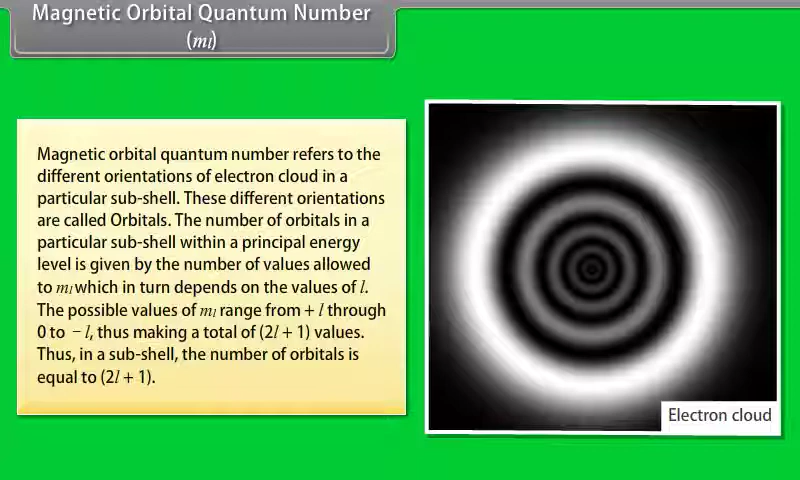 Magnetic Orbital Quantum Number
(ml)
Magnetic orbital quantum number refers to the
different orientations of electron cloud in a
particular sub-shell. These different orientations
are called Orbitals. The number of orbitals in a
particular sub-shell within a principal energy
level is given by the number of values allowed
to ml which in turn depends on the values of l.
The possible values of ml range from + l through
0 to − l, thus making a total of (2l + 1) values.
Thus, in a sub-shell, the number of orbitals is
equal to (2l + 1).
Electron cloud